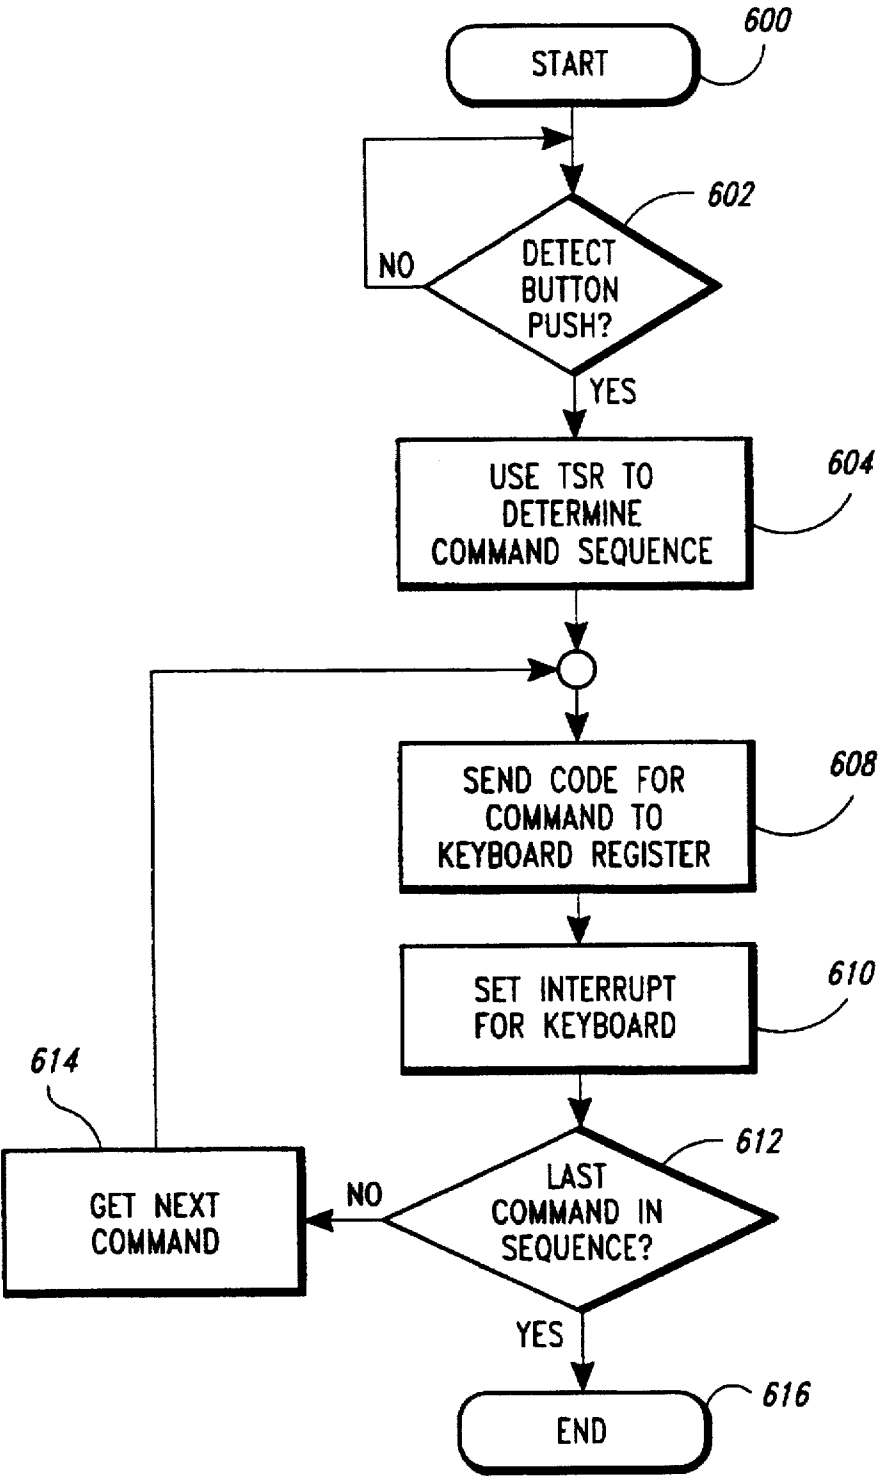 600
START
602
DETECT
BUTTON
PUSH?
NO
YES
604
USE TSR TO
DETERMINE
COMMAND SEQUENCE
608
SEND CODE FOR
COMMAND TO
KEYBOARD REGISTER
610
SET INTERRUPT
FOR KEYBOARD
614
612
LAST
COMMAND IN
SEQUENCE?
NO
GET NEXT
COMMAND
YES
616
END